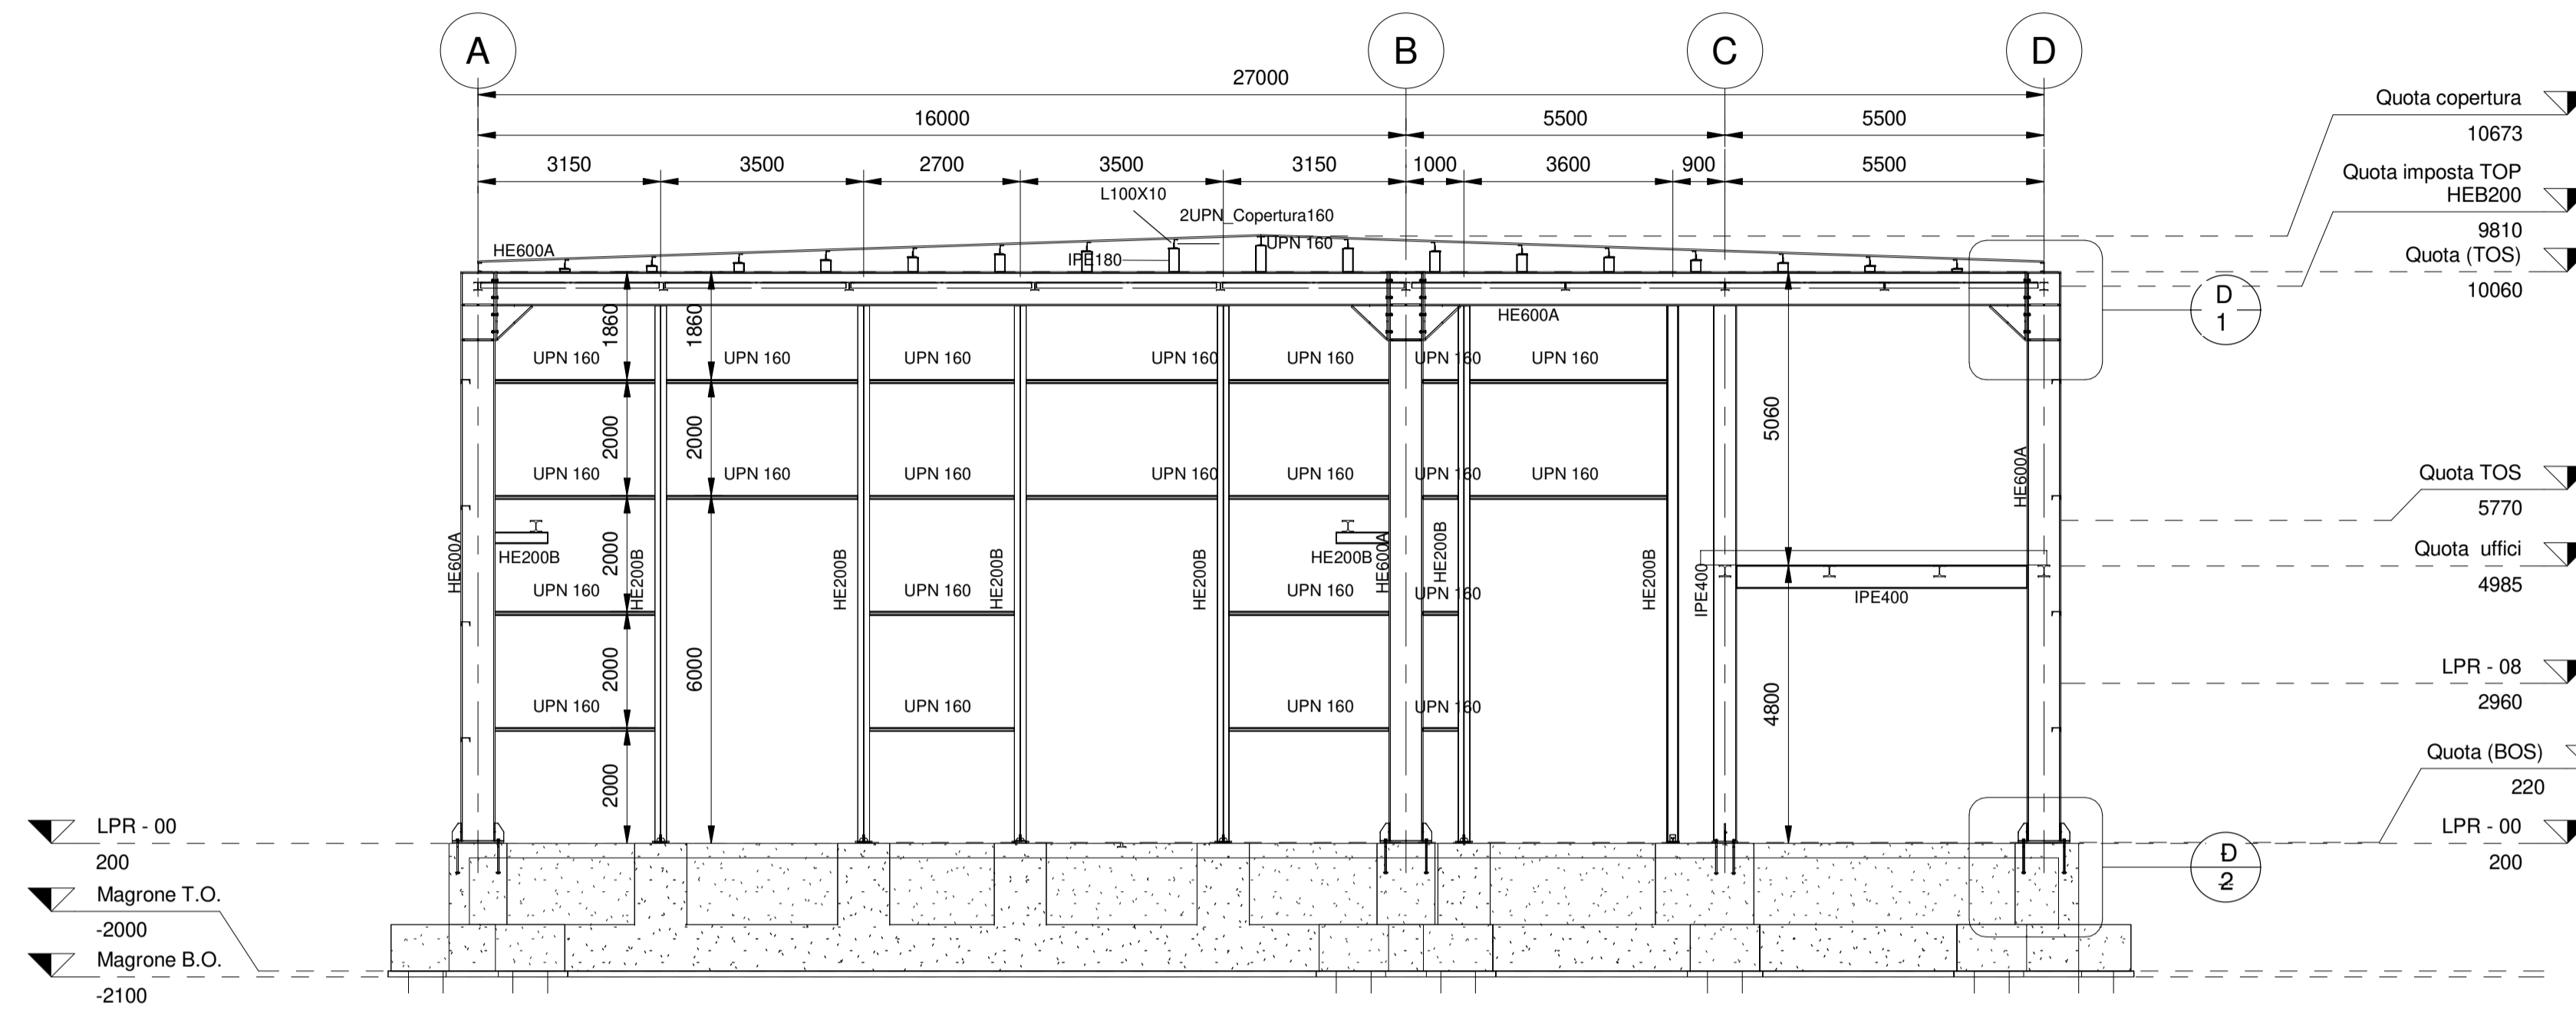 A B C D
27000
16000 5500 5500
3150 3500 2700 3500 3150 1000 3600 900 5500
L100X10
2UPN_Copertura160
HE600A UPN 160
IPE180
Quota copertura
10673
Quota imposta TOP
HEB200
9810
Quota (TOS)
10060
D
1
HE600A
1860 1860
UPN 160 UPN 160 UPN 160 UPN 160 UPN 160 UPN 160 UPN 160
2000 2000 5060
UPN 160 UPN 160 UPN 160 UPN 160 UPN 160 UPN 160 UPN 160
HE600A
Quota TOS
5770
HE600A HE200B 2000 HE200B HE200B HE200B HE200B HE200B HE600A HE200B HE200B IPE400
Quota uffici
4985
UPN 160 UPN 160 UPN 160 UPN 160
IPE400
2000 6000 4800
LPR - 08
2960
UPN 160 UPN 160 UPN 160 UPN 160
2000
Quota (BOS)
220
LPR - 00
200
LPR - 00
200
D
2
Magrone T.O.
-2000
Magrone B.O.
-2100